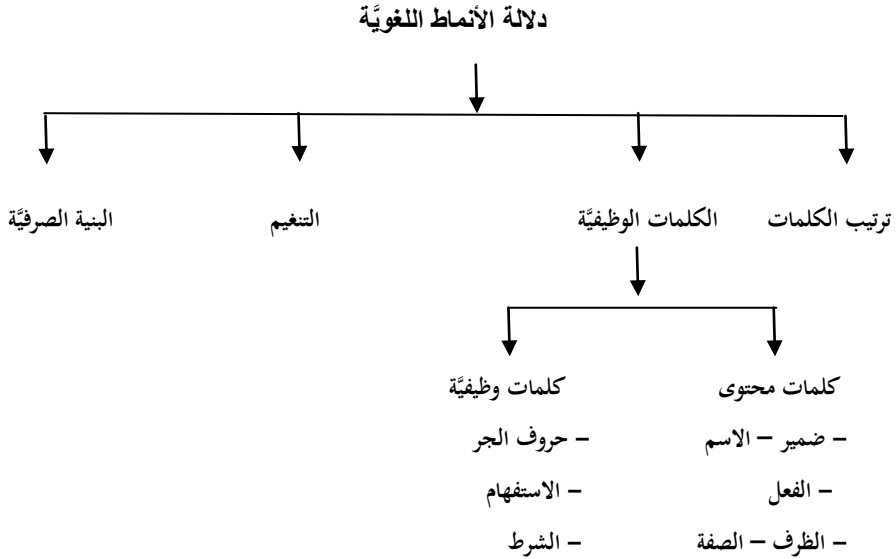 دلالة الأنماط اللغويَّة
ترتيب الكلمات الكلمات الوظيفيَّة التنغيم البنية الصرفيَّة
كلمات محتوى كلمات وظيفيَّة
– ضمير – الاسم – حروف الجر
– الفعل – الاستفهام
– الظرف – الصفة – الشرط